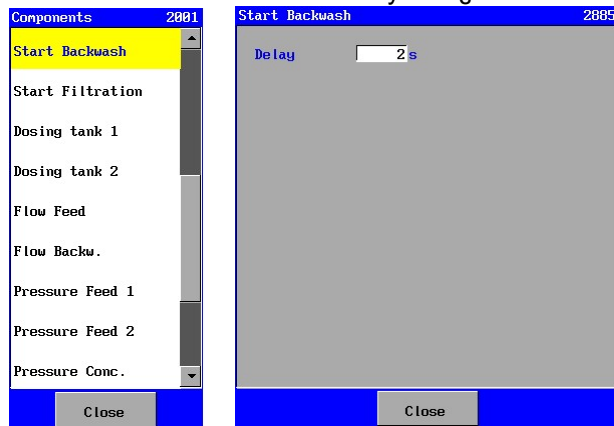 Components 2001
Start Backwash
Start Filtration
Dosing tank 1
Dosing tank 2
Flow Feed
Flow Backw.
Pressure Feed 1
Pressure Feed 2
Pressure Conc.
Close
Start Backwash 2885
Delay 2 s
Close